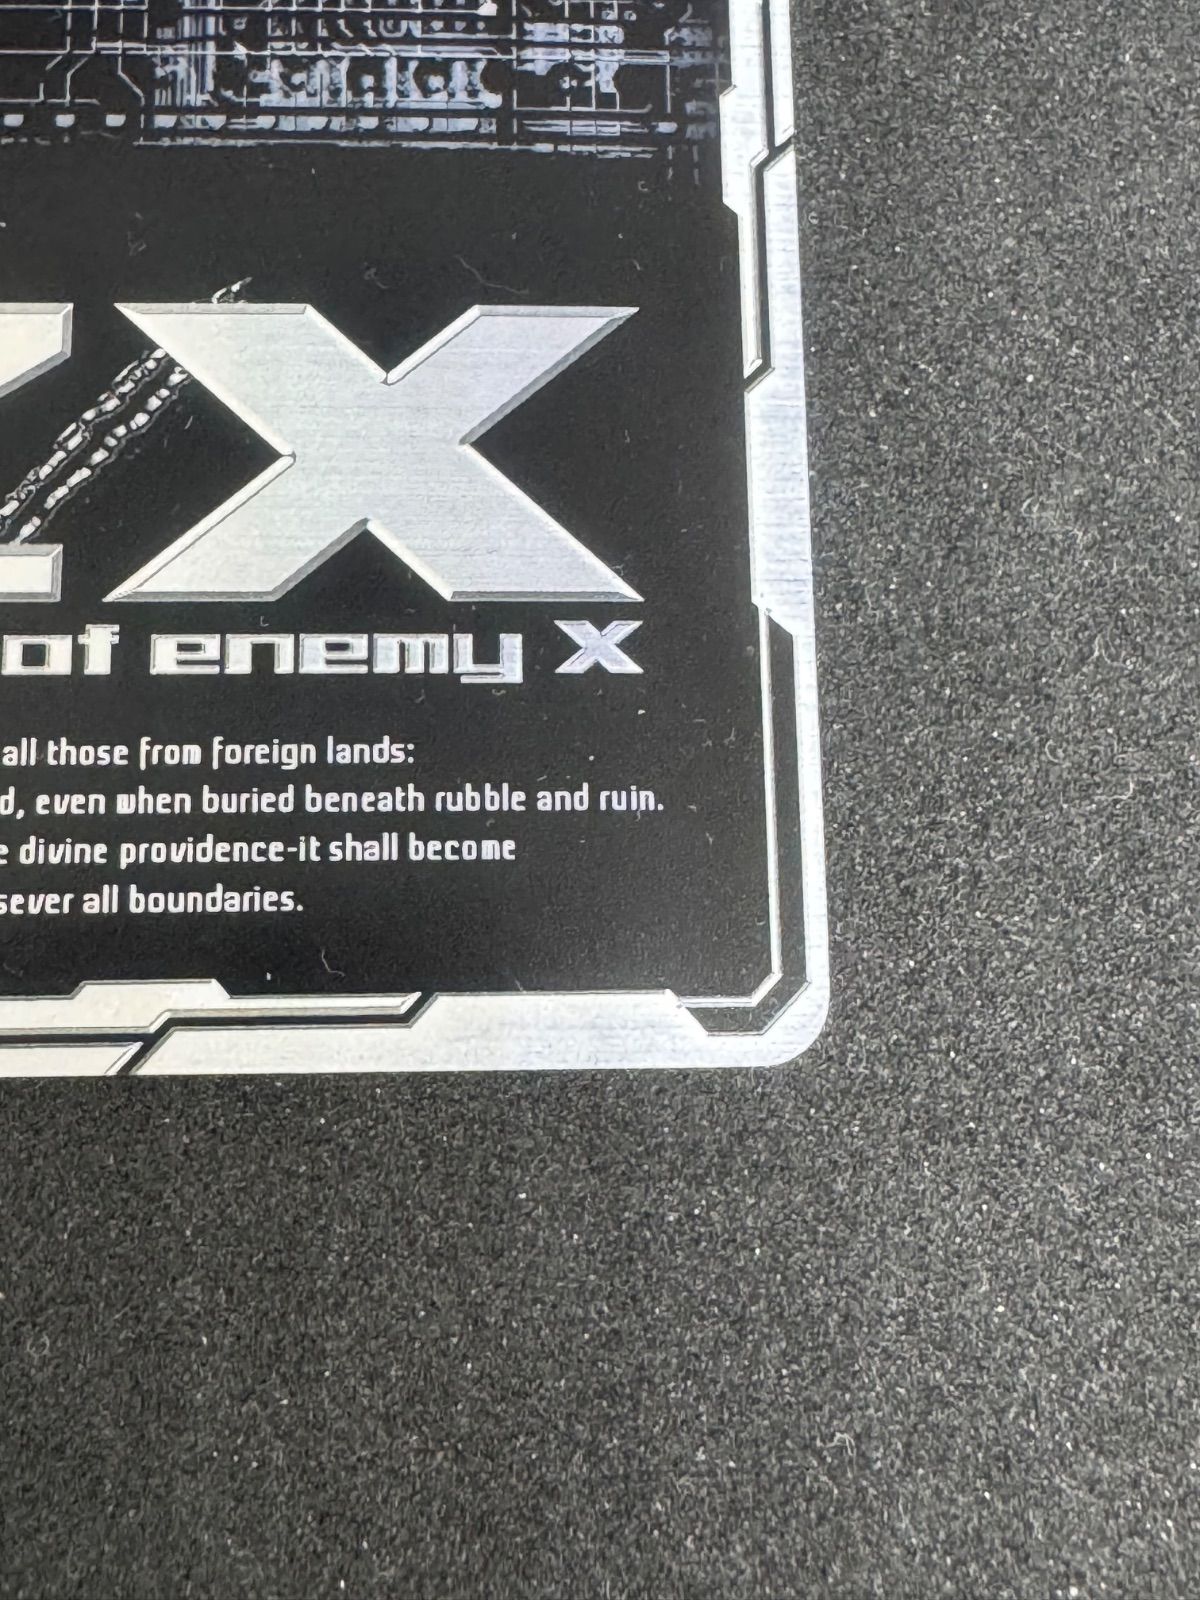 ZX
of enemy X
all those from foreign lands:
d, even when buried beneath rubble and ruin.
e divine providence-it shall become
sever all boundaries.